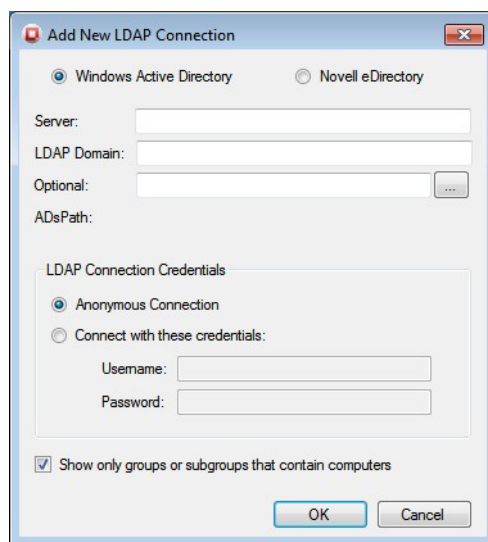 Add New LDAP Connection
Windows Active Directory Novell eDirectory
Server:
LDAP Domain:
Optional: ...
ADsPath:
LDAP Connection Credentials
Anonymous Connection
Connect with these credentials:
Username:
Password:
Show only groups or subgroups that contain computers
OK Cancel